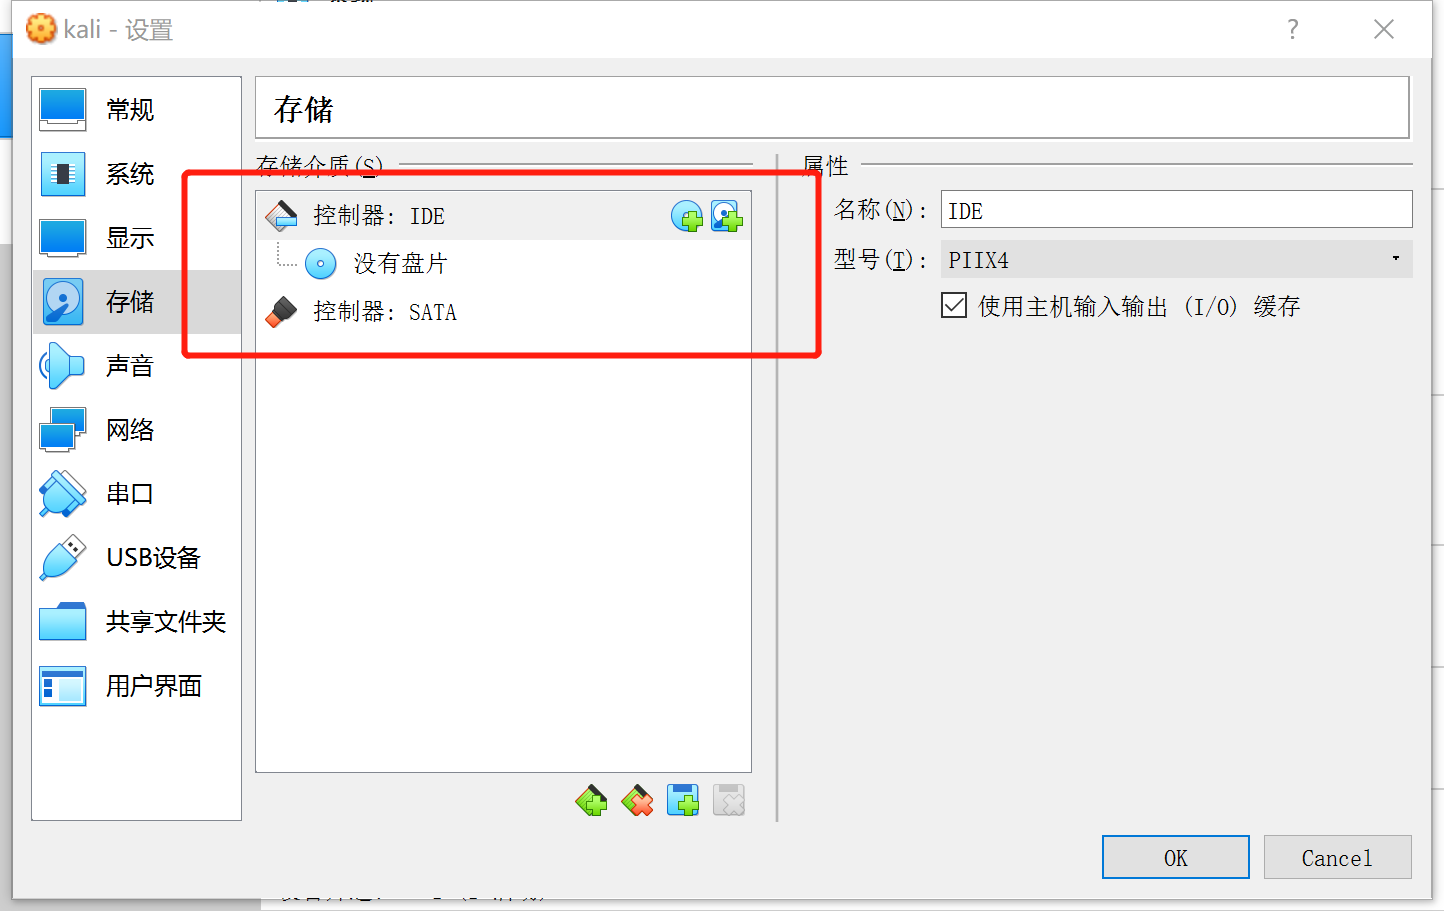 kali - 设置
?
常规
系统
显示
存储
声音
网络
串口
USB设备
共享文件夹
用户界面
存储
存储介质(S)
控制器: IDE
没有盘片
控制器: SATA
属性
名称(N):
IDE
型号(T):
PIIX4
使用主机输入输出 (I/O) 缓存
OK
Cancel